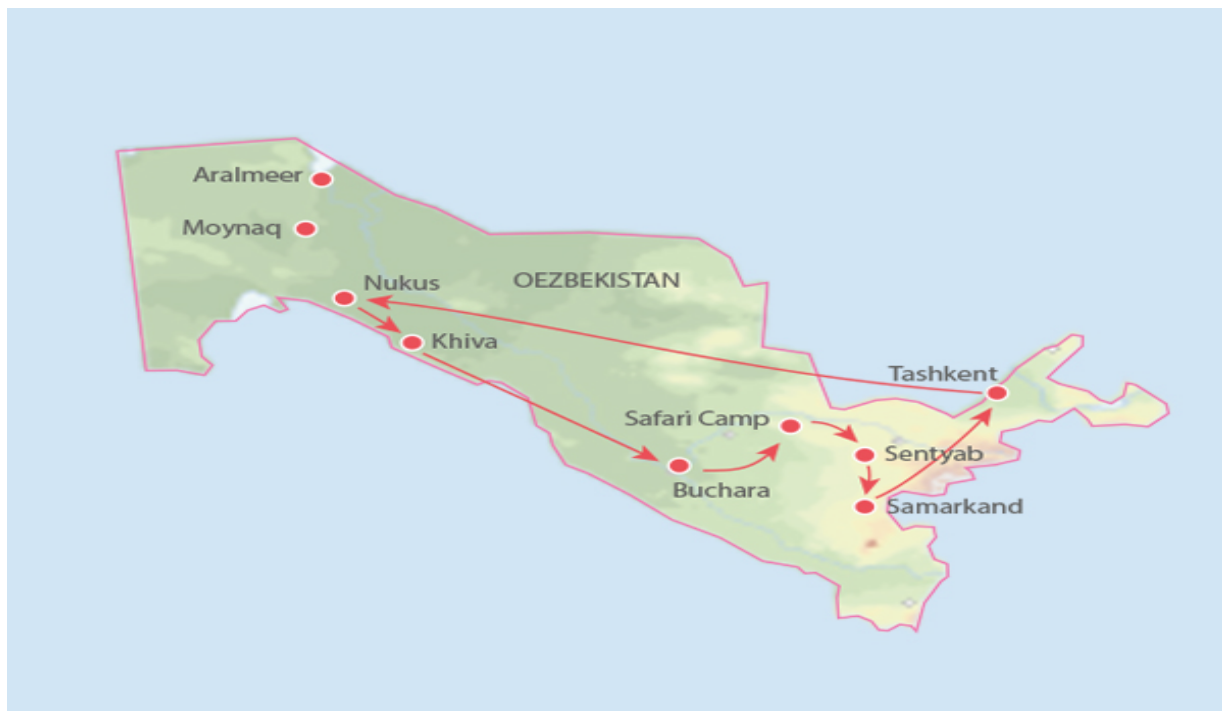 Aralmeer
Moynaq
Nukus
OEZBEKISTAN
Khiva
Tashkent
Safari Camp
Sentyab
Buchara
Samarkand